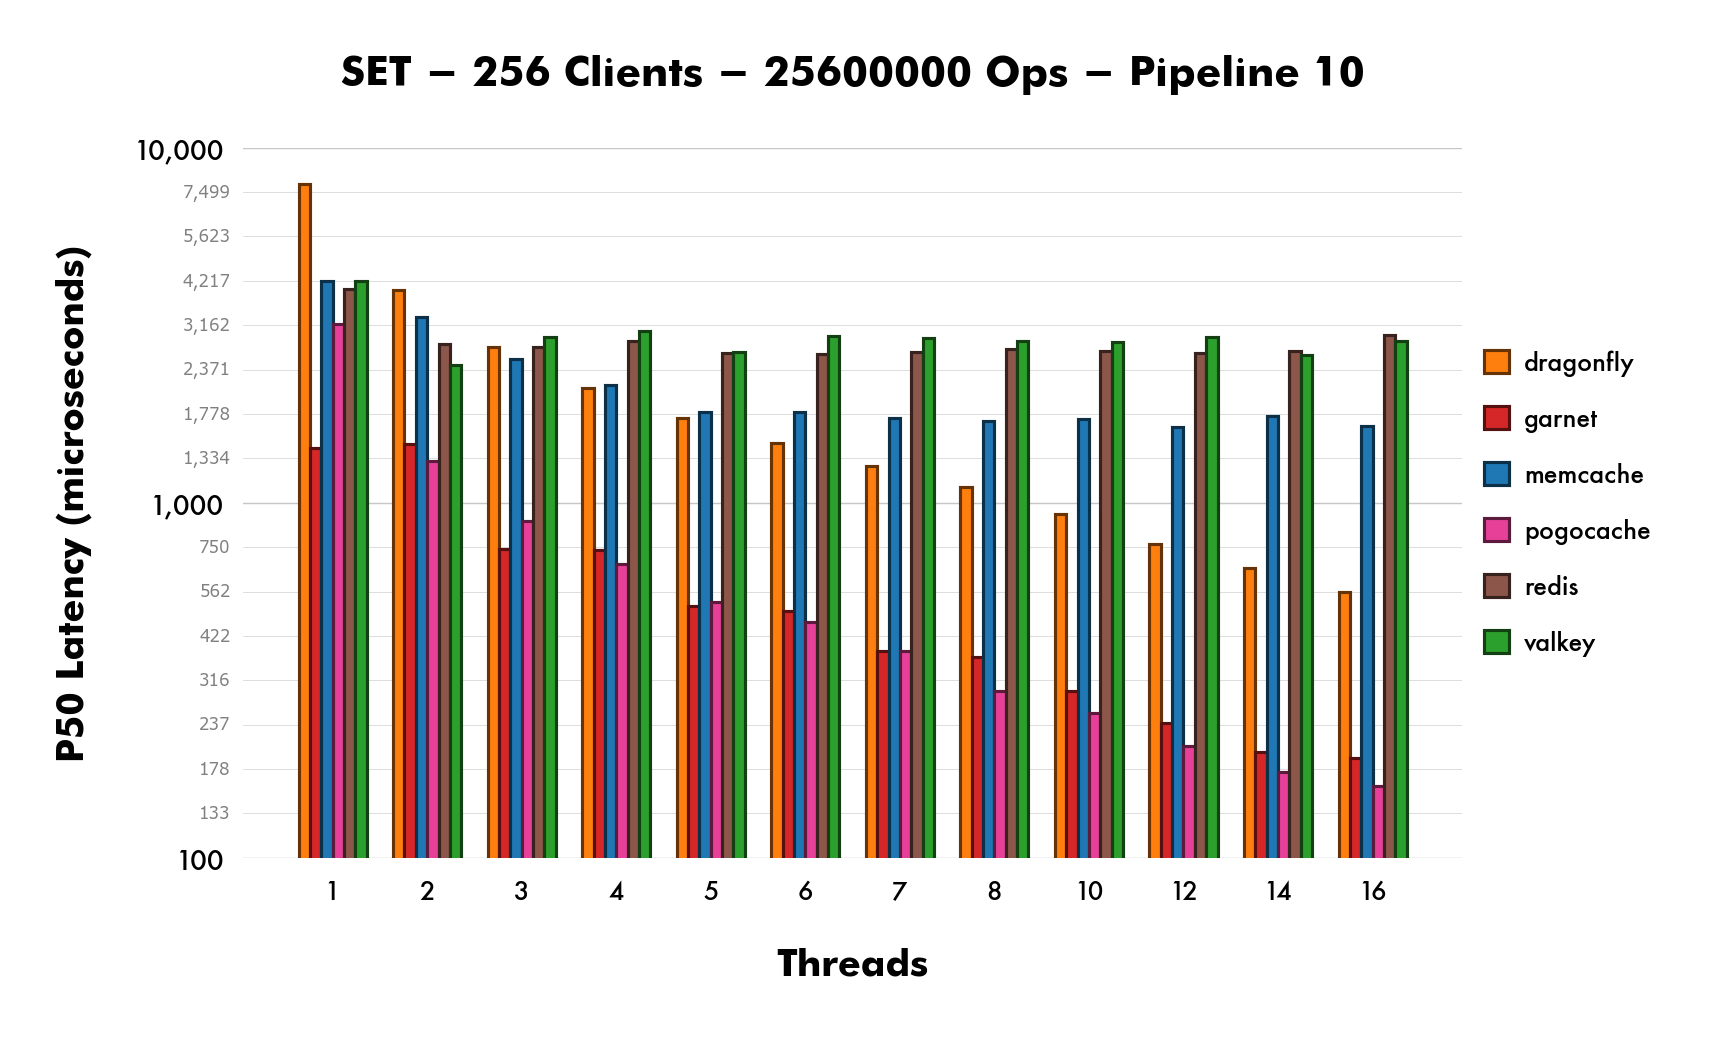 SET – 256 Clients – 25600000 Ops – Pipeline 10
P50 Latency (microseconds)
10,000
7,499
5,623
4,217
3,162
2,371
1,778
1,334
1,000
750
562
422
316
237
178
133
100
1 2 3 4 5 6 7 8 10 12 14 16
Threads
dragonfly
garnet
memcache
pogocache
redis
valkey